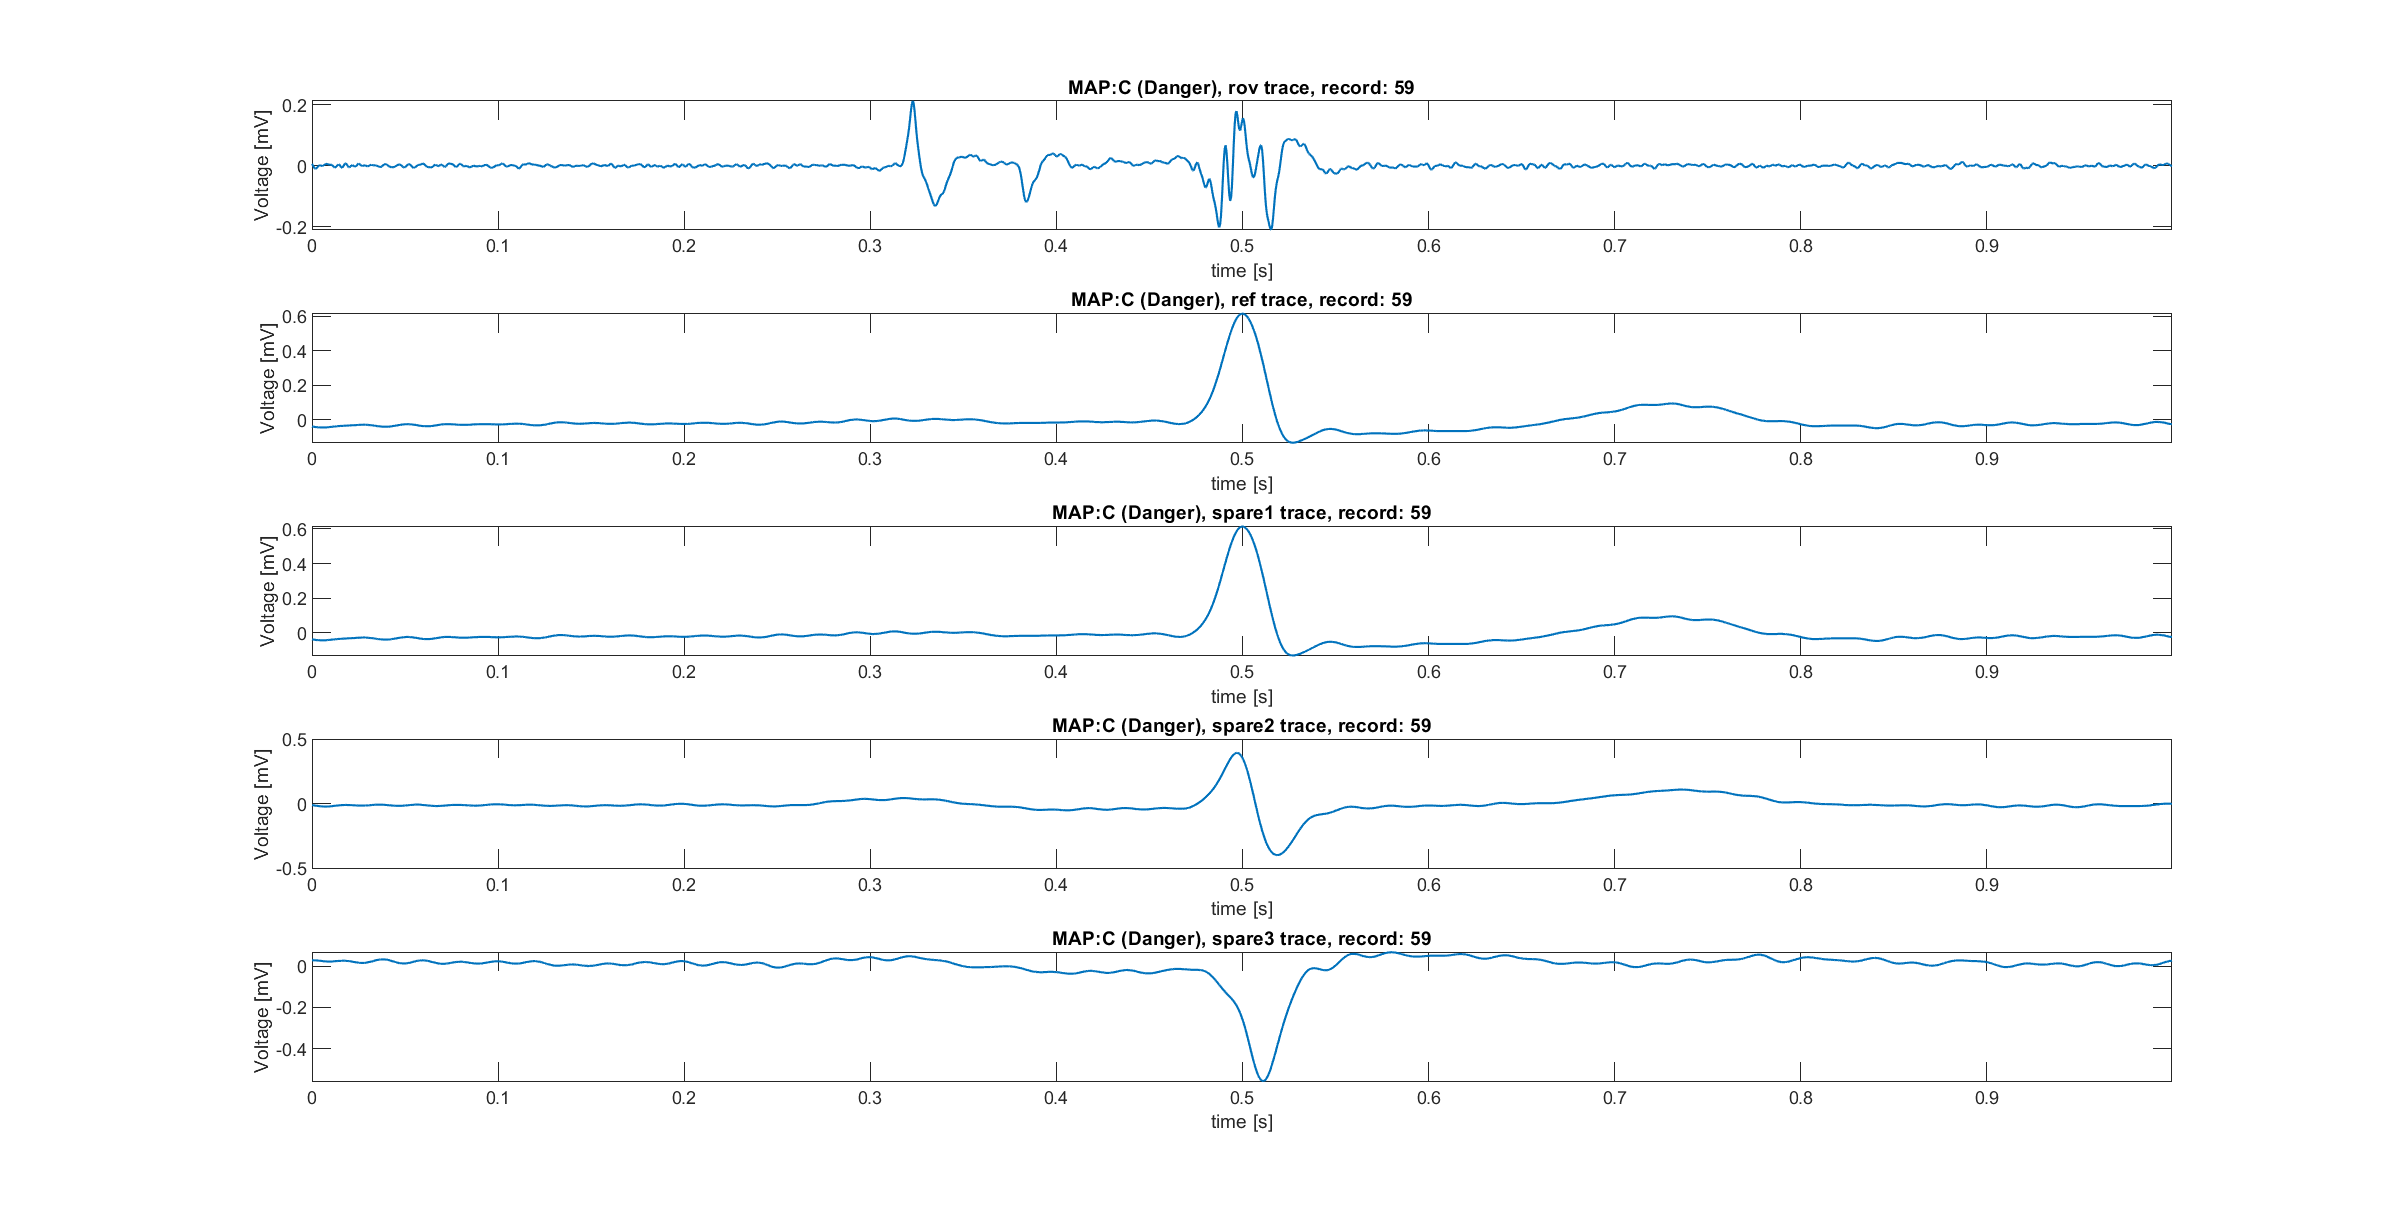 MAP:C (Danger), rov trace, record: 59
Voltage [mV]
0.2
0
-0.2
0 0.1 0.2 0.3 0.4 0.5 0.6 0.7 0.8 0.9
time [s]
MAP:C (Danger), ref trace, record: 59
Voltage [mV]
0.6
0.4
0.2
0
0 0.1 0.2 0.3 0.4 0.5 0.6 0.7 0.8 0.9
time [s]
MAP:C (Danger), spare1 trace, record: 59
Voltage [mV]
0.6
0.4
0.2
0
0 0.1 0.2 0.3 0.4 0.5 0.6 0.7 0.8 0.9
time [s]
MAP:C (Danger), spare2 trace, record: 59
Voltage [mV]
0.5
0
-0.5
0 0.1 0.2 0.3 0.4 0.5 0.6 0.7 0.8 0.9
time [s]
MAP:C (Danger), spare3 trace, record: 59
Voltage [mV]
0
-0.2
-0.4
0 0.1 0.2 0.3 0.4 0.5 0.6 0.7 0.8 0.9
time [s]